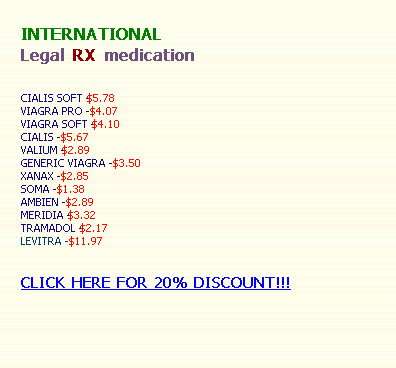 INTERNATIONAL
Legal RX medication
CIALIS SOFT $5.78
VIAGRA PRO -$4.07
VIAGRA SOFT $4.10
CIALIS -$5.67
VALIUM $2.89
GENERIC VIAGRA -$3.50
XANAX -$2.85
SOMA -$1.38
AMBIEN -$2.89
MERIDIA $3.32
TRAMADOL $2.17
LEVITRA -$11.97
CLICK HERE FOR 20% DISCOUNT!!!